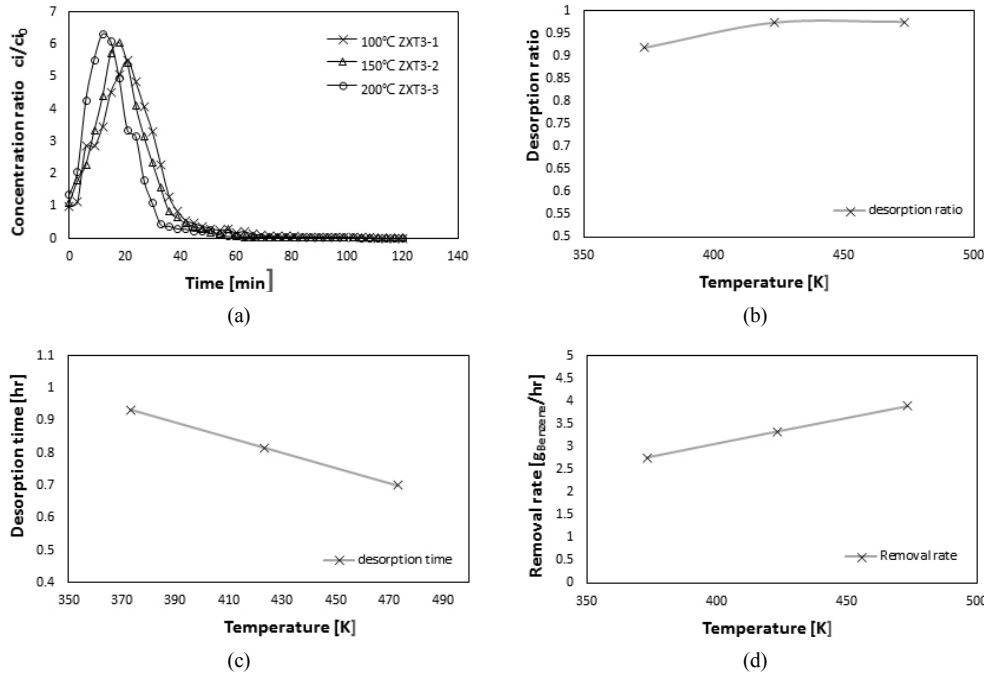 Concentration ratio ci/ci₀
7
6
5
4
3
2
1
0
100℃ ZXT3-1
150℃ ZXT3-2
200℃ ZXT3-3
0 20 40 60 80 100 120 140
Time [min]
(a)
Desorption ratio
1
0.95
0.9
0.85
0.8
0.75
0.7
0.65
0.6
0.55
0.5
desorption ratio
350 400 450 500
Temperature [K]
(b)
Desorption time [hr]
1.1
1
0.9
0.8
0.7
0.6
0.5
0.4
desorption time
350 370 390 410 430 450 470 490
Temperature [K]
(c)
Removal rate [gBenzene/hr]
5
4.5
4
3.5
3
2.5
2
1.5
1
0.5
0
Removal rate
350 400 450 500
Temperature [K]
(d)